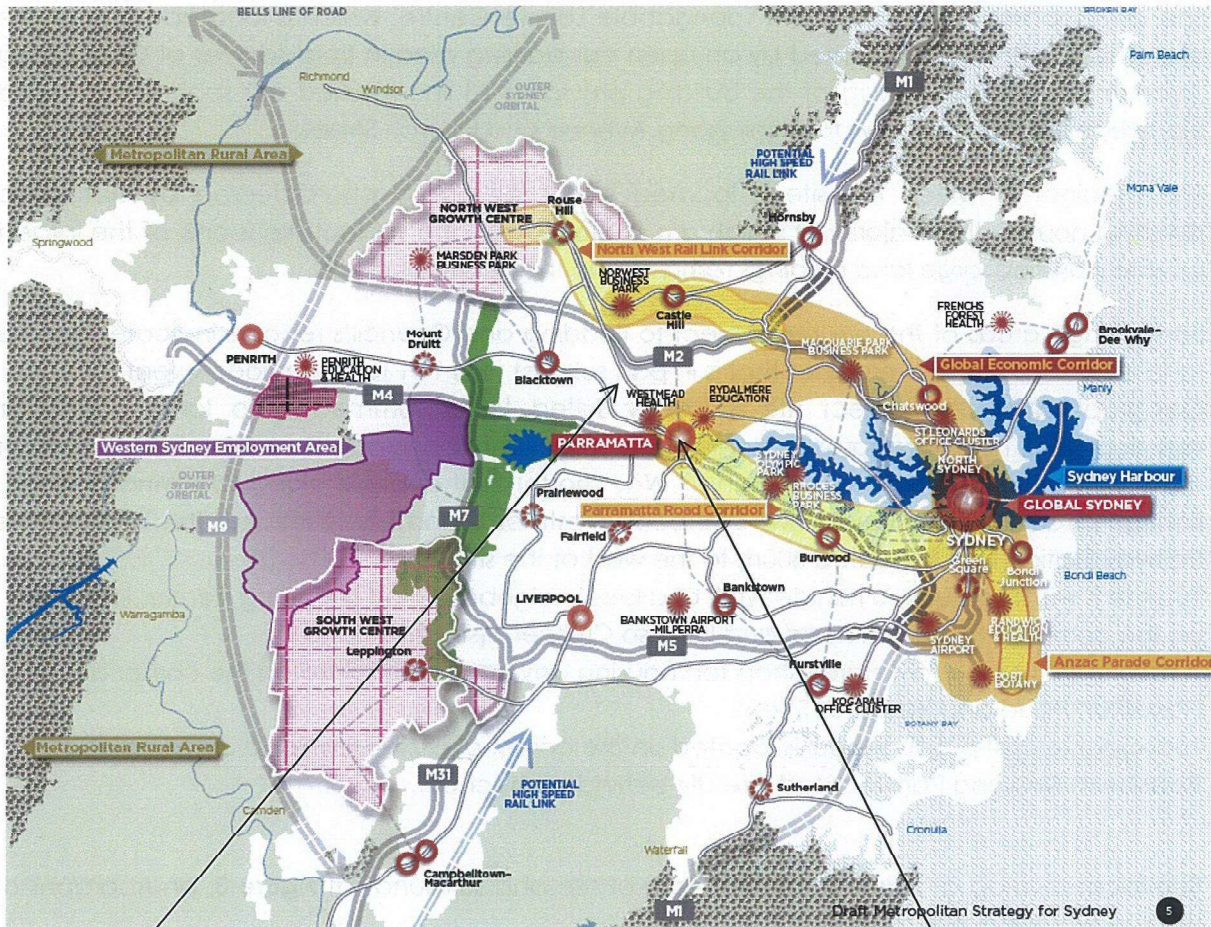 BELLS LINE OF ROAD
BROKEN BAY
Palm Beach
Richmond
Windsor
OUTER
SYDNEY
ORBITAL
M1
Metropolitan Rural Area
POTENTIAL
HIGH SPEED
RAIL LINK
Mona Vale
NORTH WEST
GROWTH CENTRE
Rouse
Hill
Hornsby
Springwood
North West Rail Link Corridor
MARSDEN PARK
BUSINESS PARK
NORWEST
BUSINESS
PARK
Castle
Hill
FRENCHS
FOREST
HEALTH
Brookvale-
Dee Why
PENRITH
Mount
Druitt
PENRITH
EDUCATION
& HEALTH
Blacktown
M2
MACQUARIE PARK
BUSINESS PARK
Global Economic Corridor
Manly
M4
WESTMEAD
HEALTH
RYDALMERE
EDUCATION
Chatswood
ST LEONARDS
OFFICE CLUSTER
Western Sydney Employment Area
PARRAMATTA
SYDNEY
OLYMPIC
PARK
NORTH
SYDNEY
Sydney Harbour
OUTER
SYDNEY
ORBITAL
Prairiewood
RHODES
BUSINESS
PARK
GLOBAL SYDNEY
M9
M7
Parramatta Road Corridor
Fairfield
Burwood
SYDNEY
Green
Square
Bondi
Junction
Bondi Beach
Warragamba
SOUTH WEST
GROWTH CENTRE
LIVERPOOL
Bankstown
BANKSTOWN AIRPORT
-MILPERRA
RANDWICK
EDUCATION
& HEALTH
Leppington
M5
SYDNEY
AIRPORT
Hurstville
KOGARAH
OFFICE CLUSTER
PORT
BOTANY
Anzac Parade Corridor
BOTANY BAY
Metropolitan Rural Area
M31
POTENTIAL
HIGH SPEED
RAIL LINK
Camden
Sutherland
Cronulla
Waterfall
Campbelltown-
Macarthur
M1
Draft Metropolitan Strategy for Sydney 5